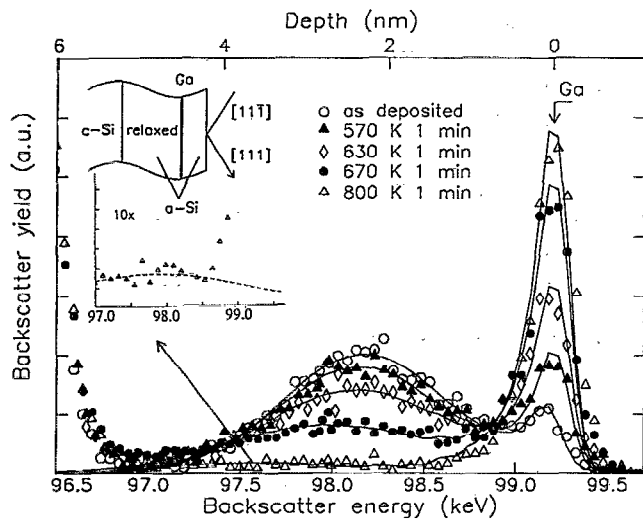 Depth (nm)
6 4 2 0
Ga
Ga
c-Si relaxed
[111̄]
[111]
a-Si
10x
97.0 98.0 99.0
○ as deposited
▲ 570 K 1 min
◇ 630 K 1 min
● 670 K 1 min
△ 800 K 1 min
Backscatter yield (a.u.)
96.5 97.0 97.5 98.0 98.5 99.0 99.5
Backscatter energy (keV)